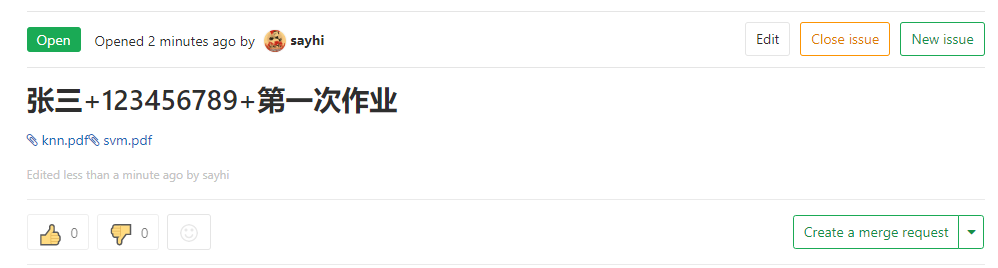 Open Opened 2 minutes ago by sayhi Edit Close issue New issue
张三+123456789+第一次作业
knn.pdf svm.pdf
Edited less than a minute ago by sayhi
0 0 Create a merge request